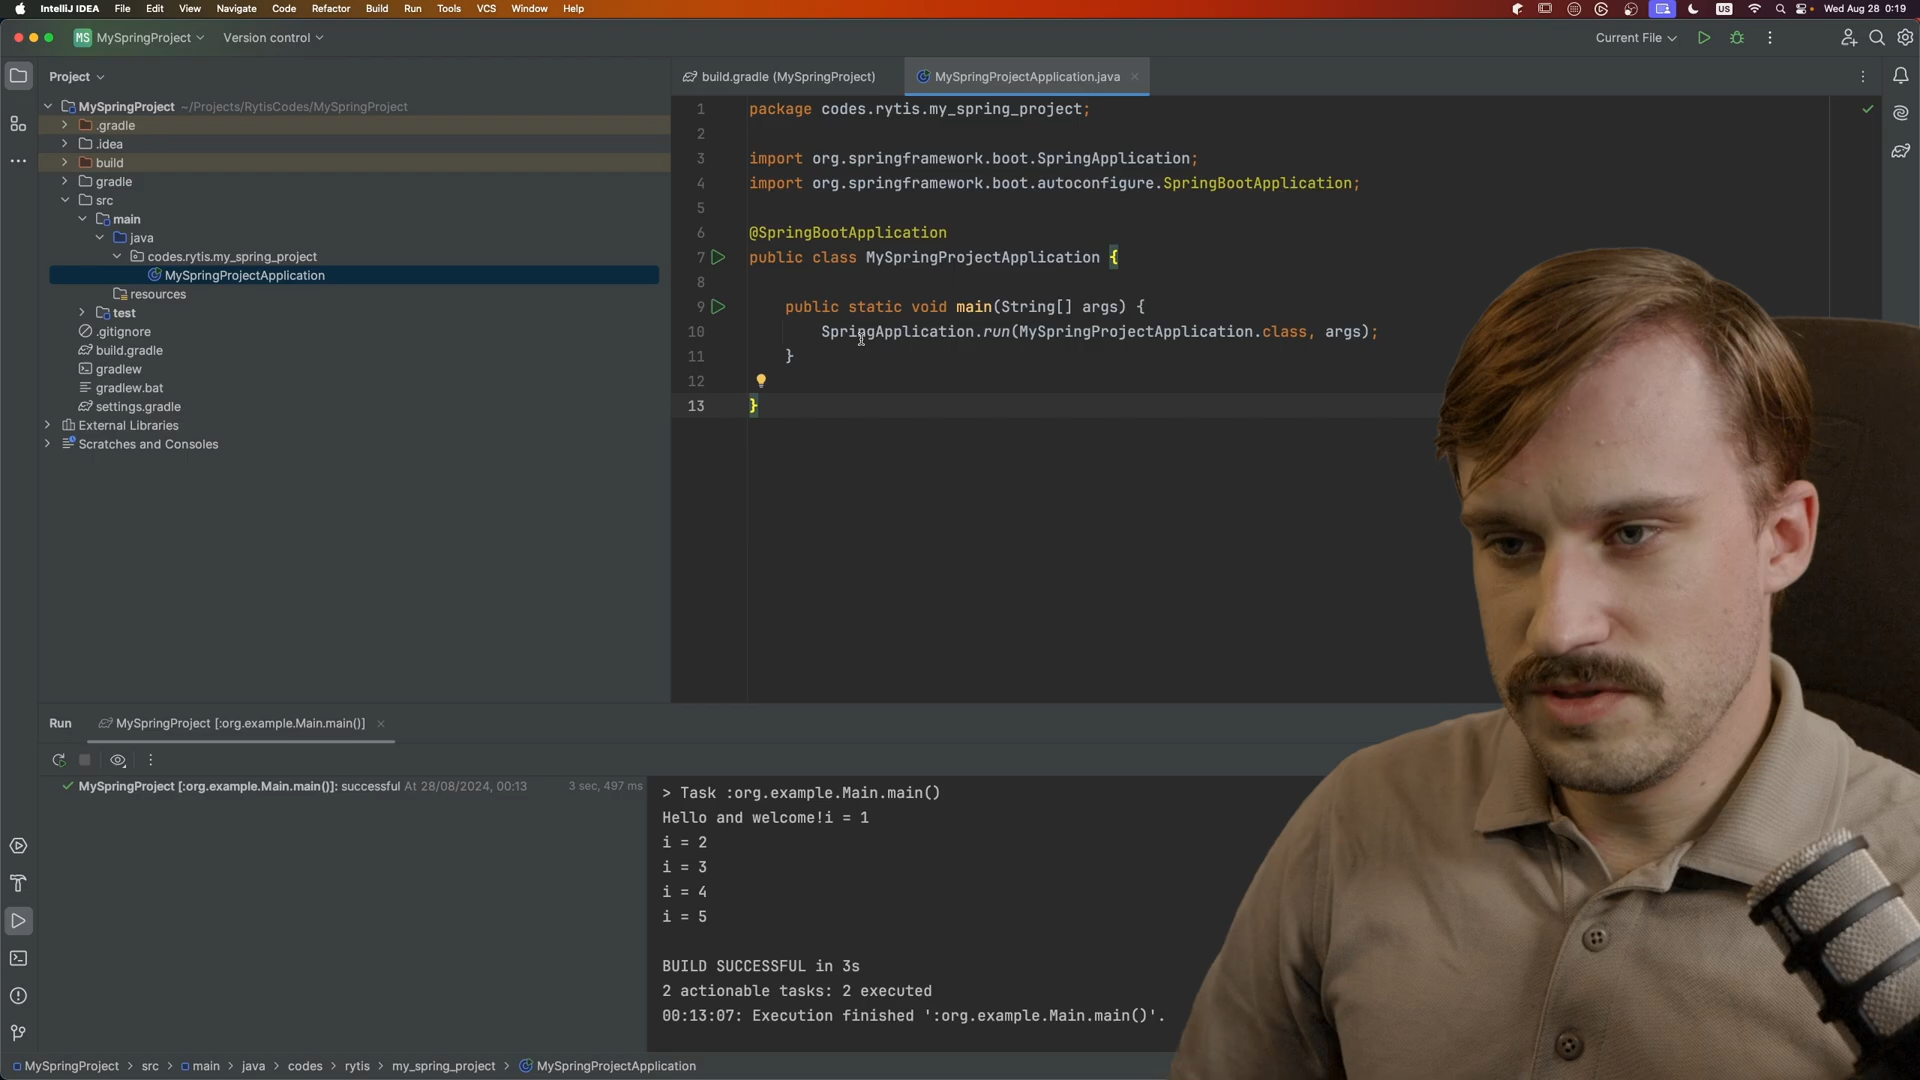 IntelliJ IDEA File Edit View Navigate Code Refactor Build Run Tools VCS Window Help US Wed Aug 28 0:19
MS MySpringProject Version control Current File
Project
MySpringProject ~/Projects/RytisCodes/MySpringProject
.gradle
.idea
build
gradle
src
main
java
codes.rytis.my_spring_project
MySpringProjectApplication
resources
test
.gitignore
build.gradle
gradlew
gradlew.bat
settings.gradle
External Libraries
Scratches and Consoles
build.gradle (MySpringProject) MySpringProjectApplication.java
1 package codes.rytis.my_spring_project;
2
3 import org.springframework.boot.SpringApplication;
4 import org.springframework.boot.autoconfigure.SpringBootApplication;
5
6 @SpringBootApplication
7 public class MySpringProjectApplication {
8
9 public static void main(String[] args) {
10 SpringApplication.run(MySpringProjectApplication.class, args);
11 }
12
13 }
Run MySpringProject [:org.example.Main.main()]
MySpringProject [:org.example.Main.main()]: successful At 28/08/2024, 00:13 3 sec, 497 ms
> Task :org.example.Main.main()
Hello and welcome!i = 1
i = 2
i = 3
i = 4
i = 5
BUILD SUCCESSFUL in 3s
2 actionable tasks: 2 executed
00:13:07: Execution finished ':org.example.Main.main()'.
MySpringProject > src > main > java > codes > rytis > my_spring_project > MySpringProjectApplication